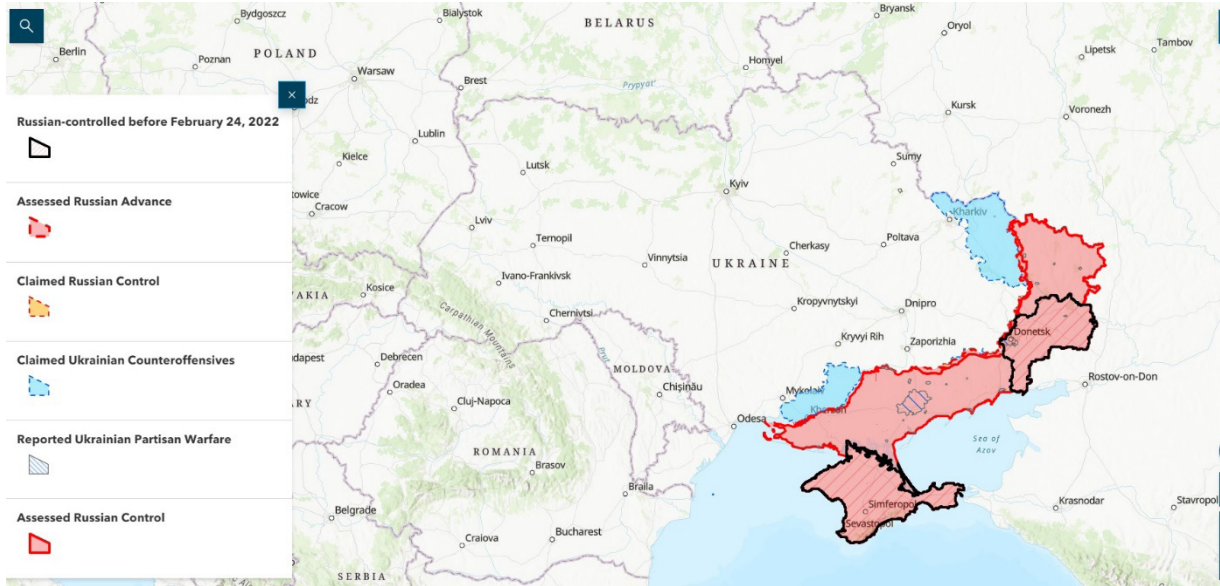 Russian-controlled before February 24, 2022
Assessed Russian Advance
Claimed Russian Control
Claimed Ukrainian Counteroffensives
Reported Ukrainian Partisan Warfare
Assessed Russian Control
Bydgoszcz
Bialystok
BELARUS
Bryansk
Oryol
Tambov
Berlin
Poznan
POLAND
Warsaw
Brest
Homyel
Lipetsk
Prypyat'
Kursk
Voronezh
Lublin
Kielce
Lutsk
Sumy
Kyiv
Cracow
Lviv
Kharkiv
Ternopil
Poltava
Cherkasy
Vinnytsia
UKRAINE
Ivano-Frankivsk
Kosice
Chernivtsi
Kropyvnytskyi
Dnipro
Carpathian Mountains
Donetsk
Kryvyi Rih
Zaporizhia
Debrecen
Prut
MOLDOVA
Rostov-on-Don
Oradea
Chișinău
Mykolaiv
Cluj-Napoca
Kherson
Odesa
Sea of
Azov
ROMANIA
Brasov
Braila
Simferopol
Krasnodar
Stavropol
Belgrade
Sevastopol
Bucharest
Craiova
SERBIA